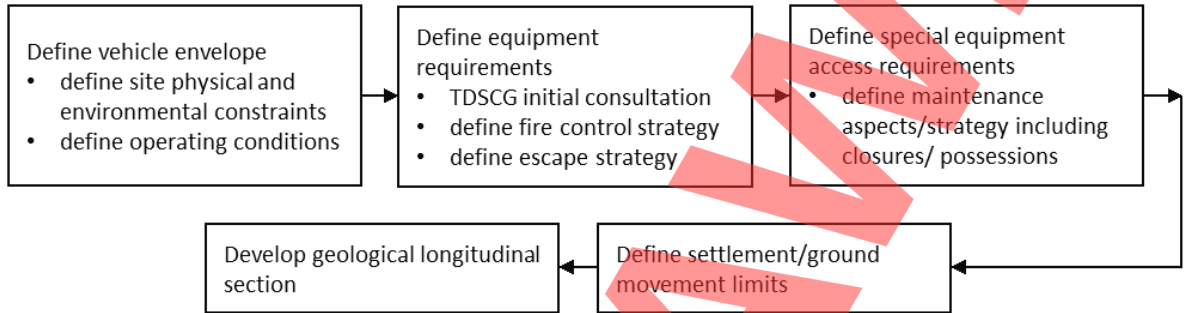 Define vehicle envelope
• define site physical and
environmental constraints
• define operating conditions
Define equipment
requirements
• TDSCG initial consultation
• define fire control strategy
• define escape strategy
Define special equipment
access requirements
• define maintenance
aspects/strategy including
closures/ possessions
Define settlement/ground
movement limits
Develop geological longitudinal
section